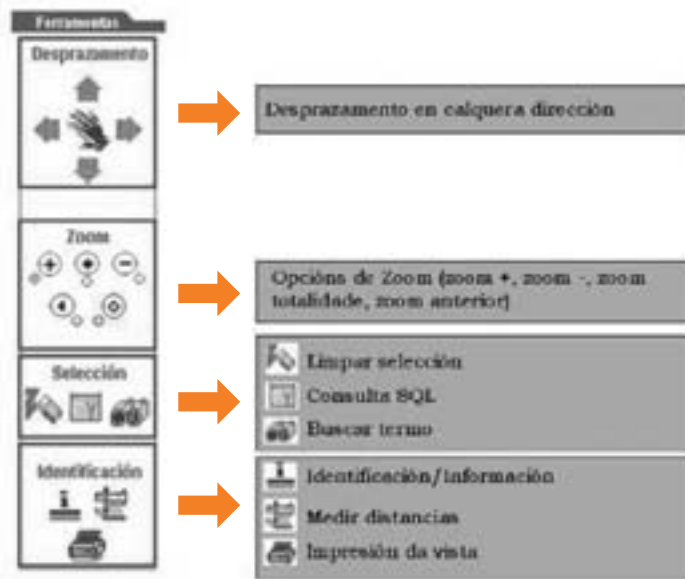 Ferramentas
Desprazamento
Desprazamento en calquera dirección
Zoom
Opcións de Zoom (zoom +, zoom -, zoom
totalidade, zoom anterior)
Selección
Limpar selección
Consulta SQL
Buscar termo
Identificación
Identificación/Información
Medir distancias
Impresión da vista